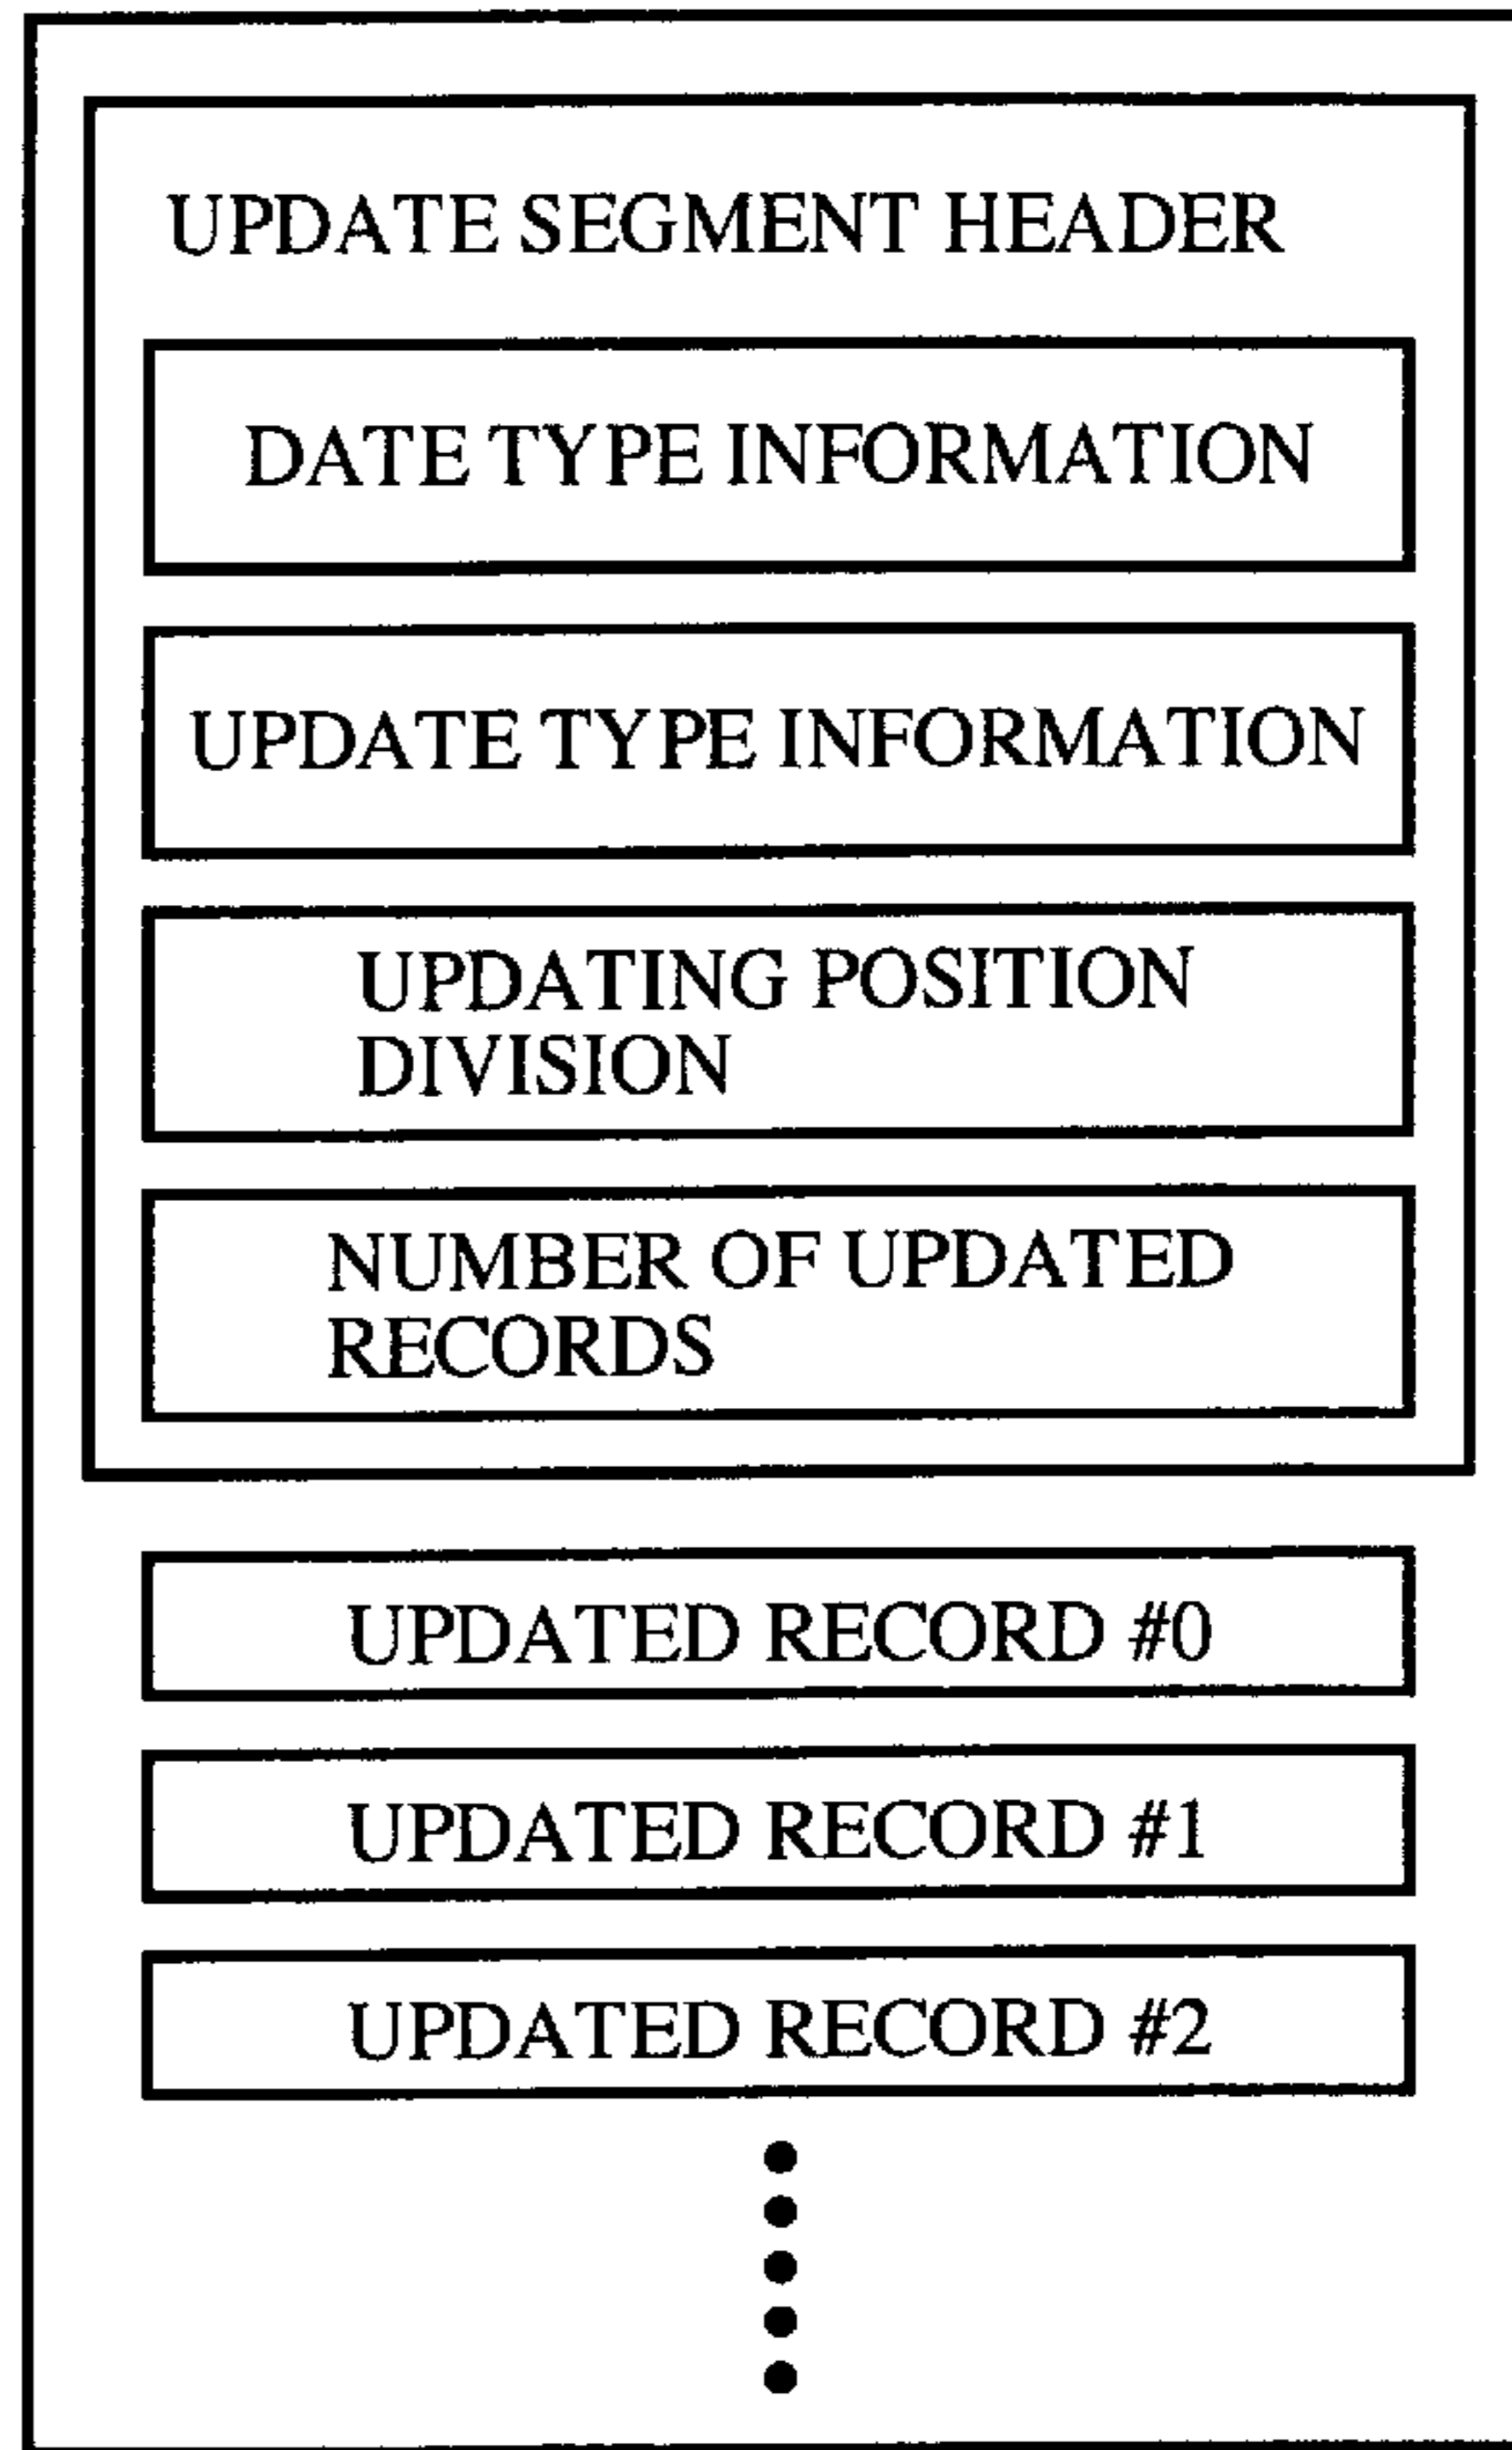 UPDATE SEGMENT HEADER
DATE TYPE INFORMATION
UPDATE TYPE INFORMATION
UPDATING POSITION
DIVISION
NUMBER OF UPDATED
RECORDS
UPDATED RECORD #0
UPDATED RECORD #1
UPDATED RECORD #2